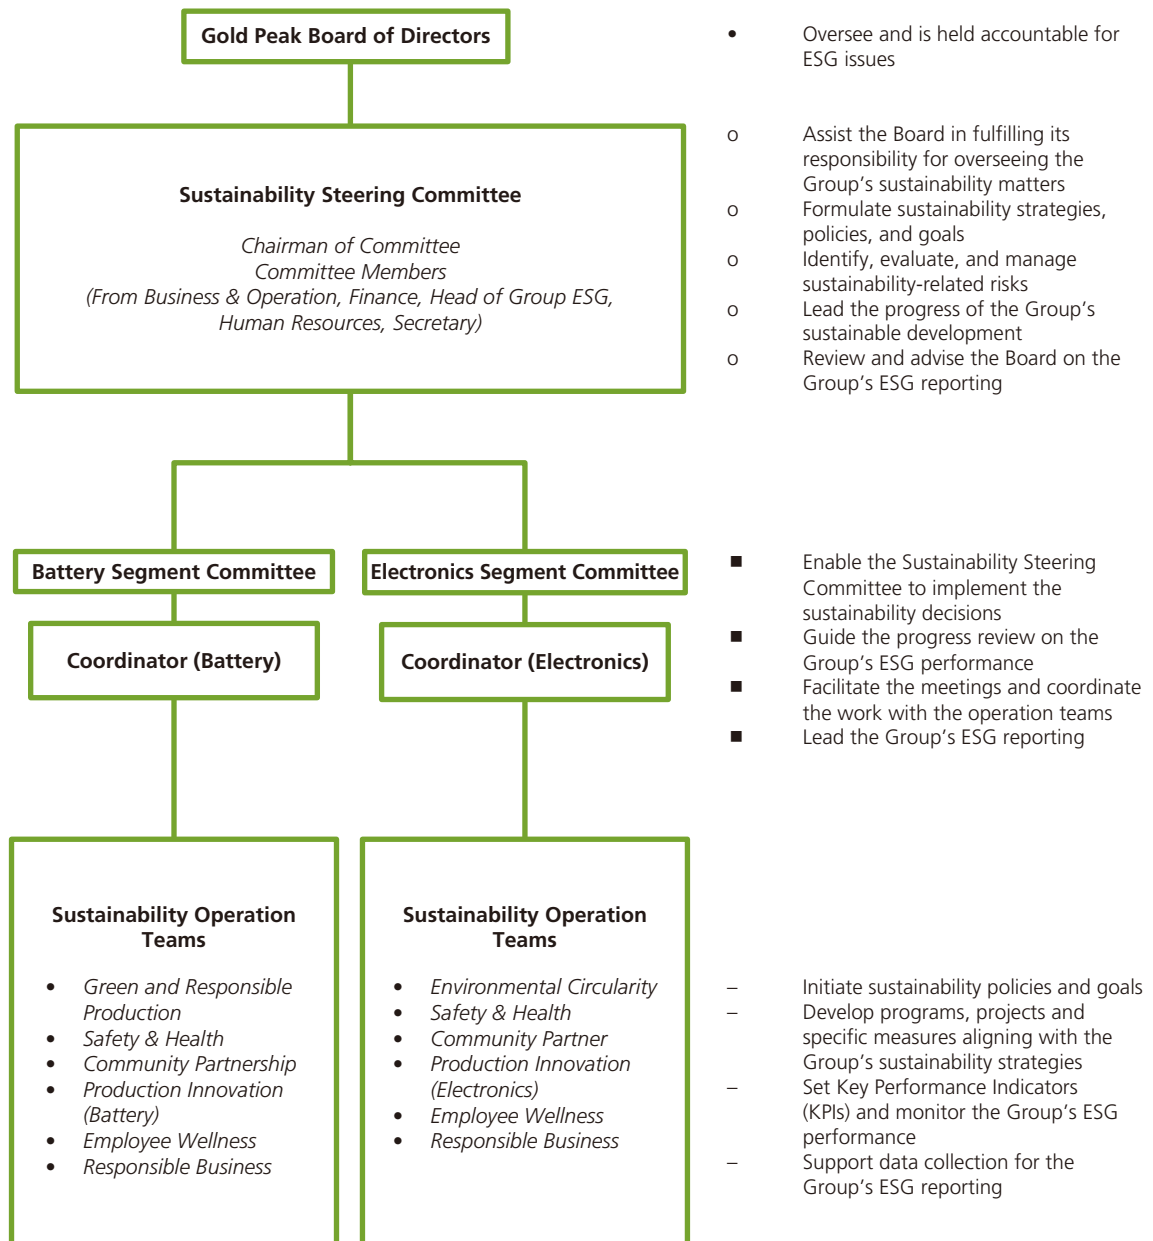 Gold Peak Board of Directors
• Oversee and is held accountable for
ESG issues
Sustainability Steering Committee
Chairman of Committee
Committee Members
(From Business & Operation, Finance, Head of Group ESG,
Human Resources, Secretary)
o Assist the Board in fulfilling its
responsibility for overseeing the
Group’s sustainability matters
o Formulate sustainability strategies,
policies, and goals
o Identify, evaluate, and manage
sustainability-related risks
o Lead the progress of the Group’s
sustainable development
o Review and advise the Board on the
Group’s ESG reporting
Battery Segment Committee
Electronics Segment Committee
Coordinator (Battery)
Coordinator (Electronics)
■ Enable the Sustainability Steering
Committee to implement the
sustainability decisions
■ Guide the progress review on the
Group’s ESG performance
■ Facilitate the meetings and coordinate
the work with the operation teams
■ Lead the Group’s ESG reporting
Sustainability Operation
Teams
• Green and Responsible
Production
• Safety & Health
• Community Partnership
• Production Innovation
(Battery)
• Employee Wellness
• Responsible Business
Sustainability Operation
Teams
• Environmental Circularity
• Safety & Health
• Community Partner
• Production Innovation
(Electronics)
• Employee Wellness
• Responsible Business
– Initiate sustainability policies and goals
– Develop programs, projects and
specific measures aligning with the
Group’s sustainability strategies
– Set Key Performance Indicators
(KPIs) and monitor the Group’s ESG
performance
– Support data collection for the
Group’s ESG reporting